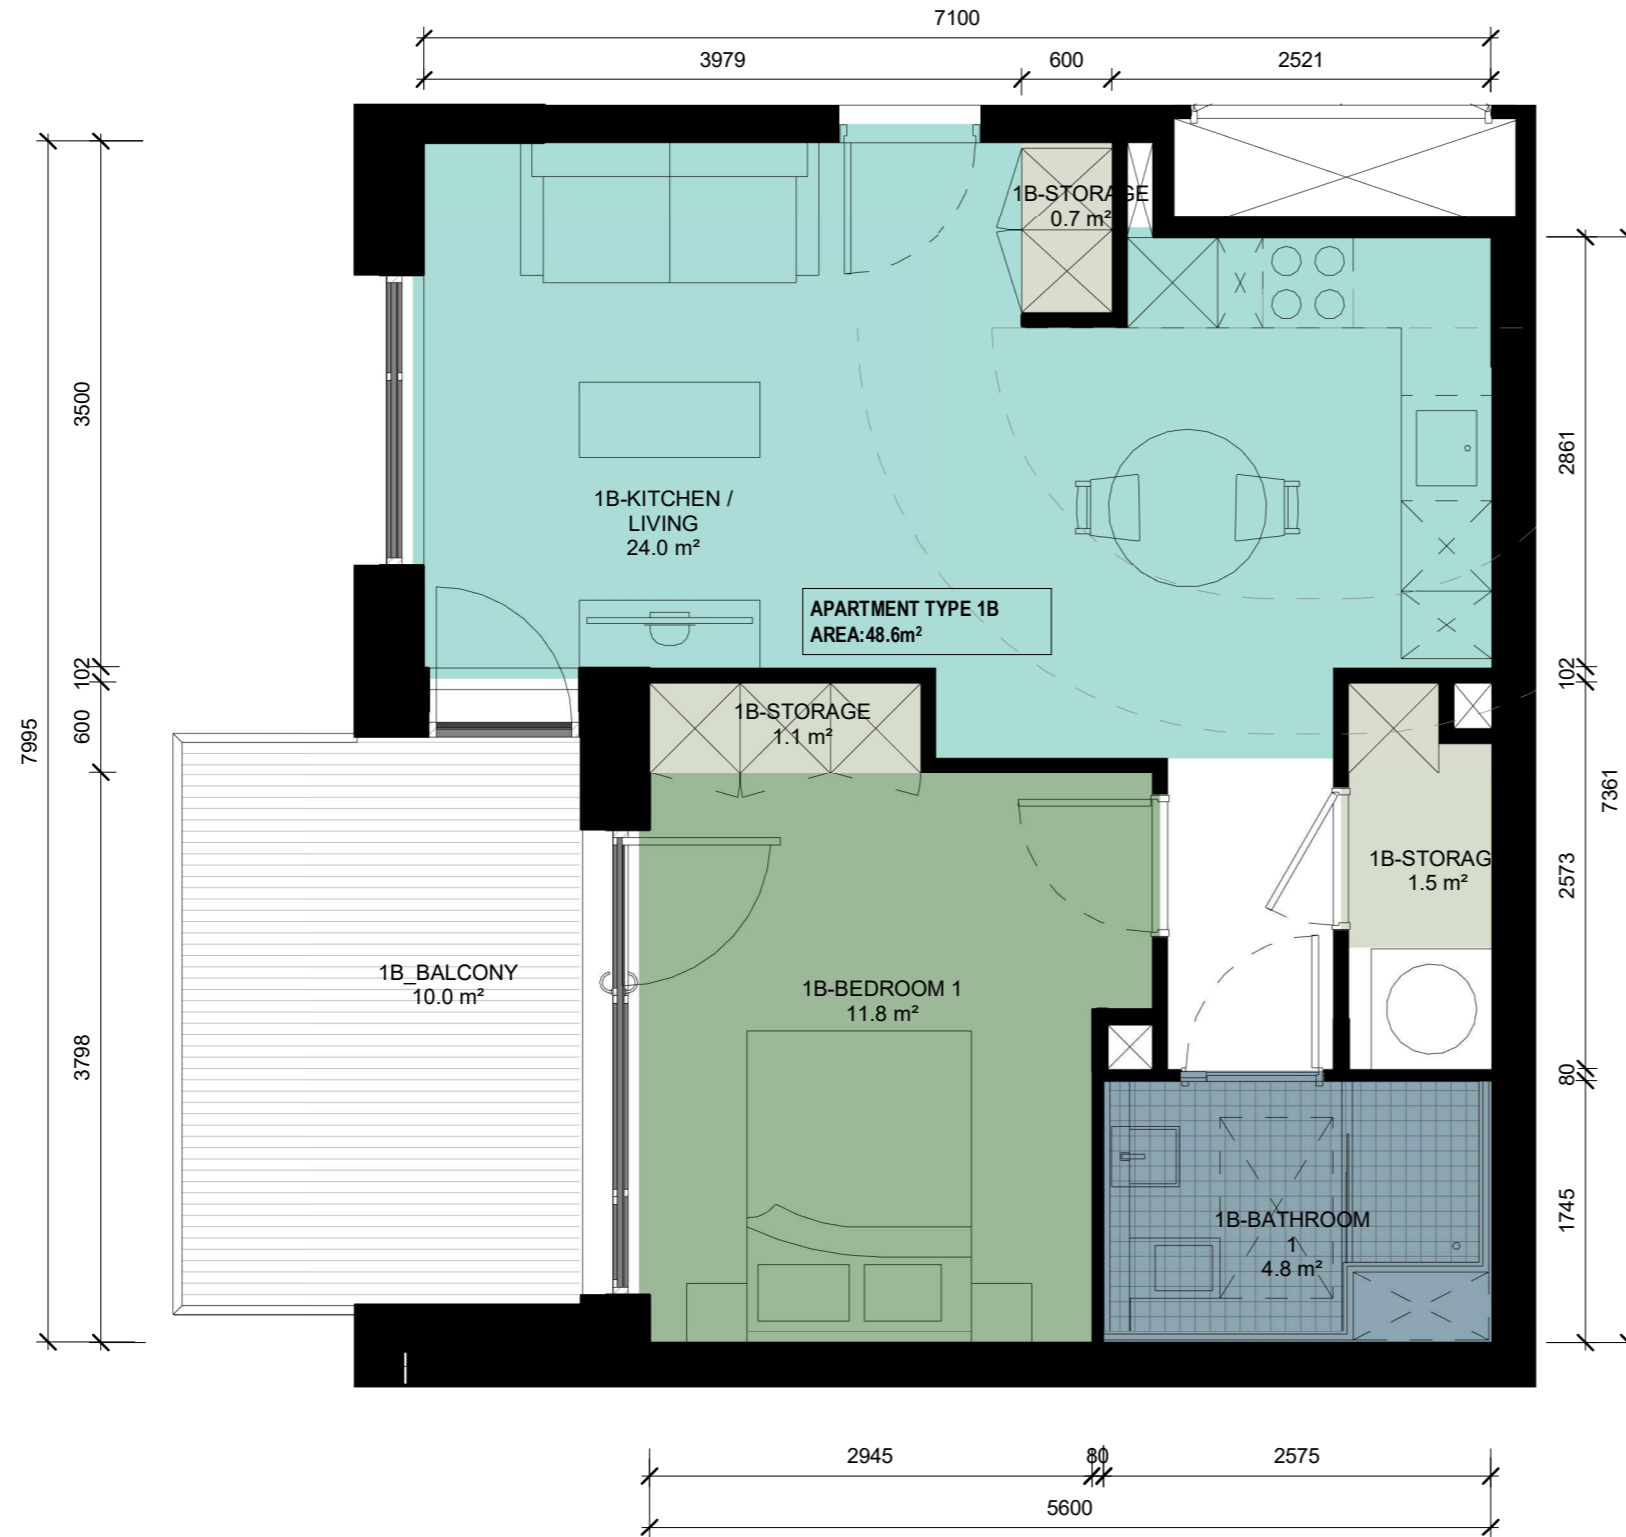 7100
3979
600
2521
1B-STORAGE
0.7 m²
3500
102
600
3798
7995
1B-KITCHEN /
LIVING
24.0 m²
APARTMENT TYPE 1B
AREA:48.6m²
2861
102
2573
80
1745
7361
1B-STORAGE
1.1 m²
1B-STORAG
1.5 m²
1B_BALCONY
10.0 m²
1B-BEDROOM 1
11.8 m²
1B-BATHROOM
1
4.8 m²
2945
80
2575
5600